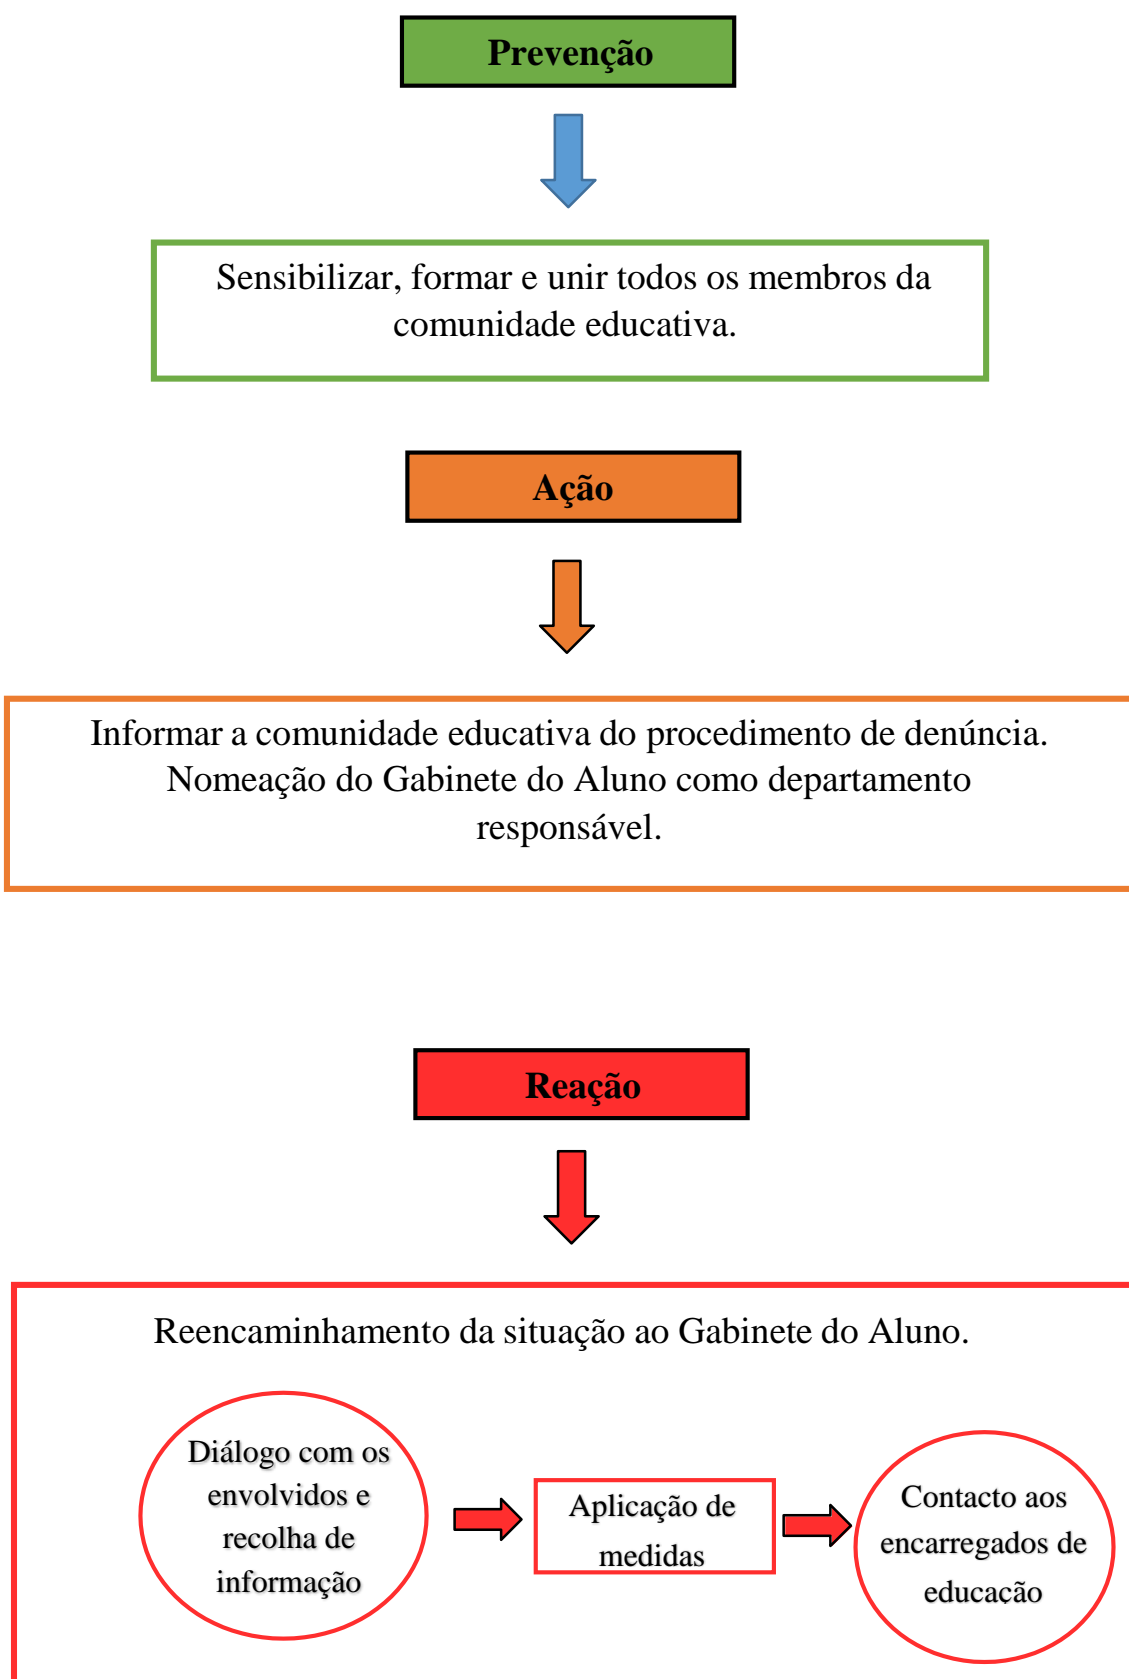 Prevenção
Sensibilizar, formar e unir todos os membros da
comunidade educativa.
Ação
Informar a comunidade educativa do procedimento de denúncia.
Nomeação do Gabinete do Aluno como departamento
responsável.
Reação
Reencaminhamento da situação ao Gabinete do Aluno.
Diálogo com os
envolvidos e
recolha de
informação
Aplicação de
medidas
Contacto aos
encarregados de
educação